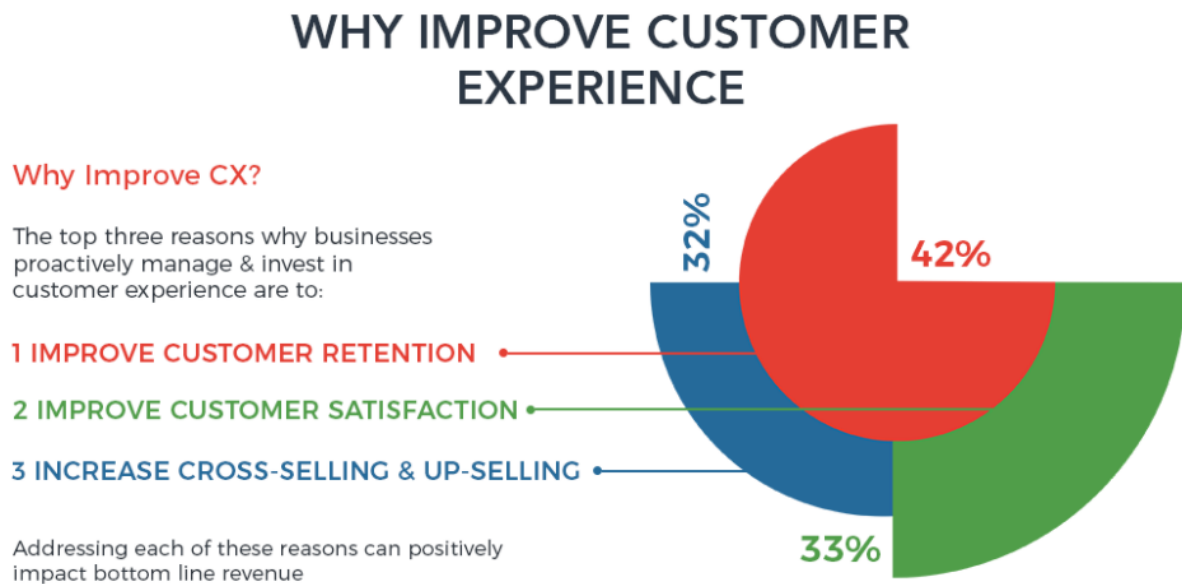 WHY IMPROVE CUSTOMER
EXPERIENCE
Why Improve CX?
The top three reasons why businesses
proactively manage & invest in
customer experience are to:
1 IMPROVE CUSTOMER RETENTION
2 IMPROVE CUSTOMER SATISFACTION
3 INCREASE CROSS-SELLING & UP-SELLING
Addressing each of these reasons can positively
impact bottom line revenue
32%
42%
33%